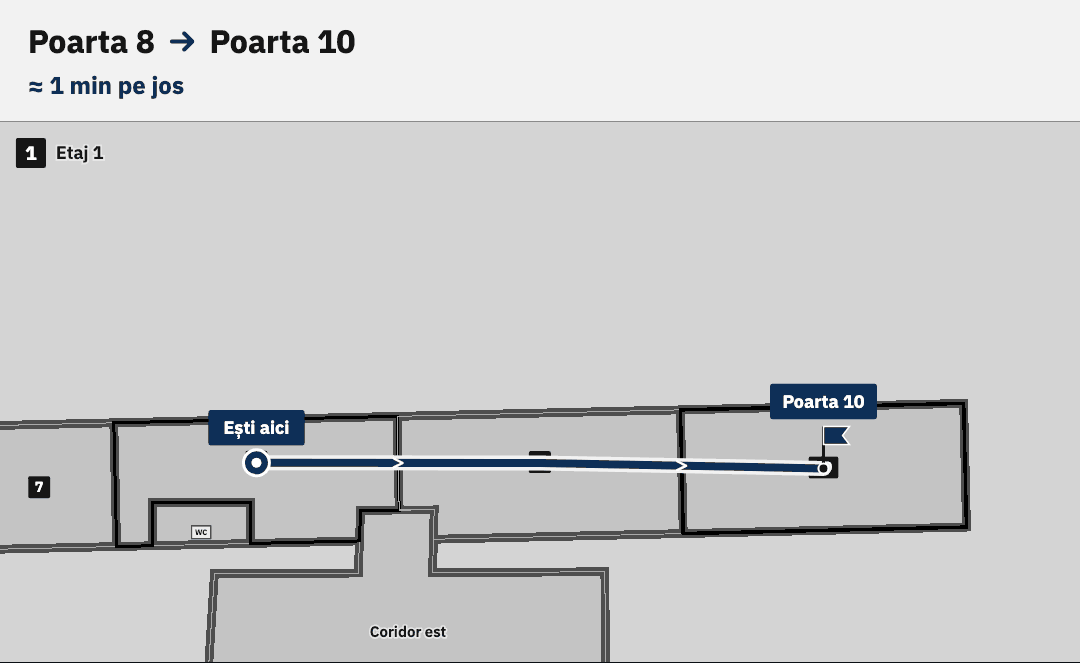 Poarta 8 → Poarta 10
≈ 1 min pe jos
1 Etaj 1
Poarta 10
Ești aici
7
WC
Coridor est